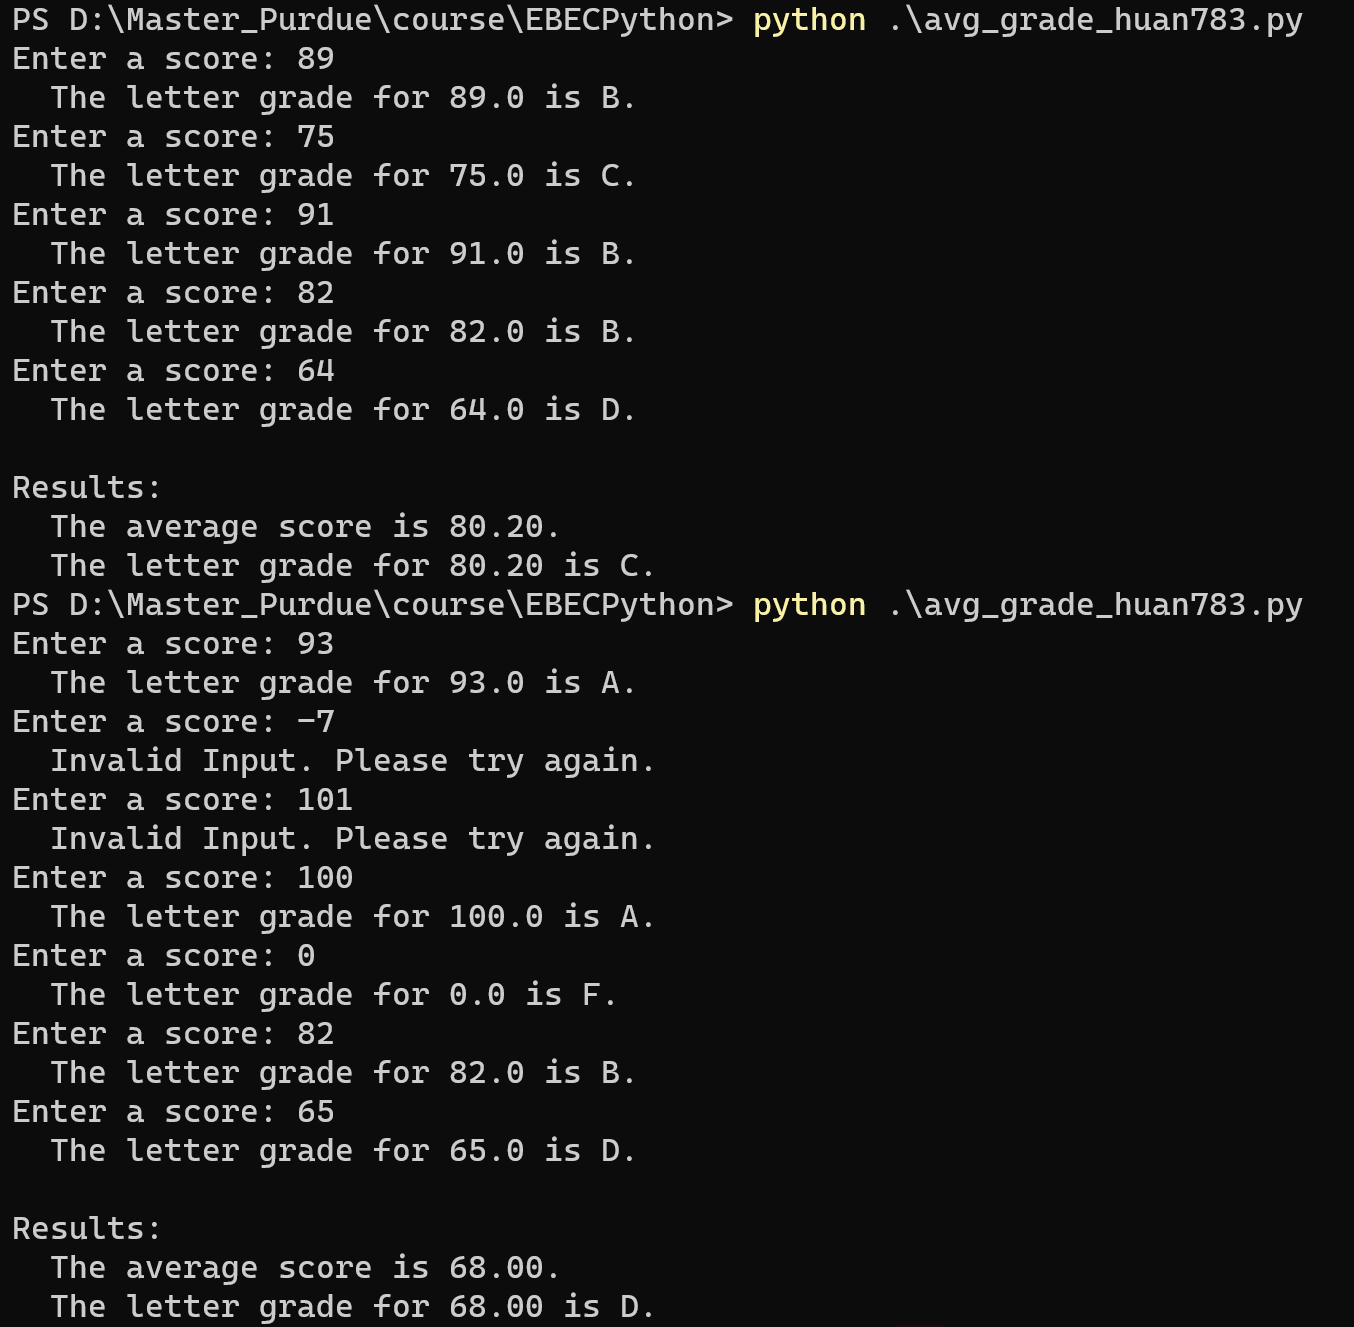 PS D:\Master_Purdue\course\EBECPython> python .\avg_grade_huan783.py
Enter a score: 89
  The letter grade for 89.0 is B.
Enter a score: 75
  The letter grade for 75.0 is C.
Enter a score: 91
  The letter grade for 91.0 is B.
Enter a score: 82
  The letter grade for 82.0 is B.
Enter a score: 64
  The letter grade for 64.0 is D.

Results:
  The average score is 80.20.
  The letter grade for 80.20 is C.
PS D:\Master_Purdue\course\EBECPython> python .\avg_grade_huan783.py
Enter a score: 93
  The letter grade for 93.0 is A.
Enter a score: -7
  Invalid Input. Please try again.
Enter a score: 101
  Invalid Input. Please try again.
Enter a score: 100
  The letter grade for 100.0 is A.
Enter a score: 0
  The letter grade for 0.0 is F.
Enter a score: 82
  The letter grade for 82.0 is B.
Enter a score: 65
  The letter grade for 65.0 is D.

Results:
  The average score is 68.00.
  The letter grade for 68.00 is D.